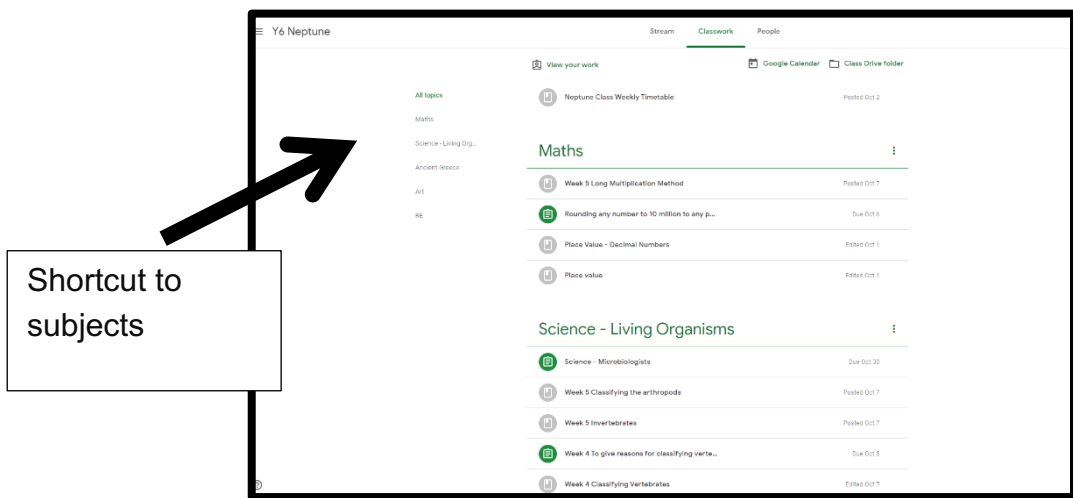 Y6 Neptune
Stream Classwork People
View your work
Google Calendar Class Drive folder
All topics
Maths
Science - Living Org...
Ancient Greece
Art
RE
Neptune Class Weekly Timetable Posted Oct 2
Maths
Week 5 Long Multiplication Method Posted Oct 7
Rounding any number to 10 million to any p... Due Oct 6
Place Value - Decimal Numbers Edited Oct 1
Place value Edited Oct 1
Science - Living Organisms
Science - Microbiologists Due Oct 30
Week 5 Classifying the arthropods Posted Oct 7
Week 5 Invertebrates Posted Oct 7
Week 4 To give reasons for classifying verte... Due Oct 5
Week 4 Classifying Vertebrates Edited Oct 7
Shortcut to
subjects